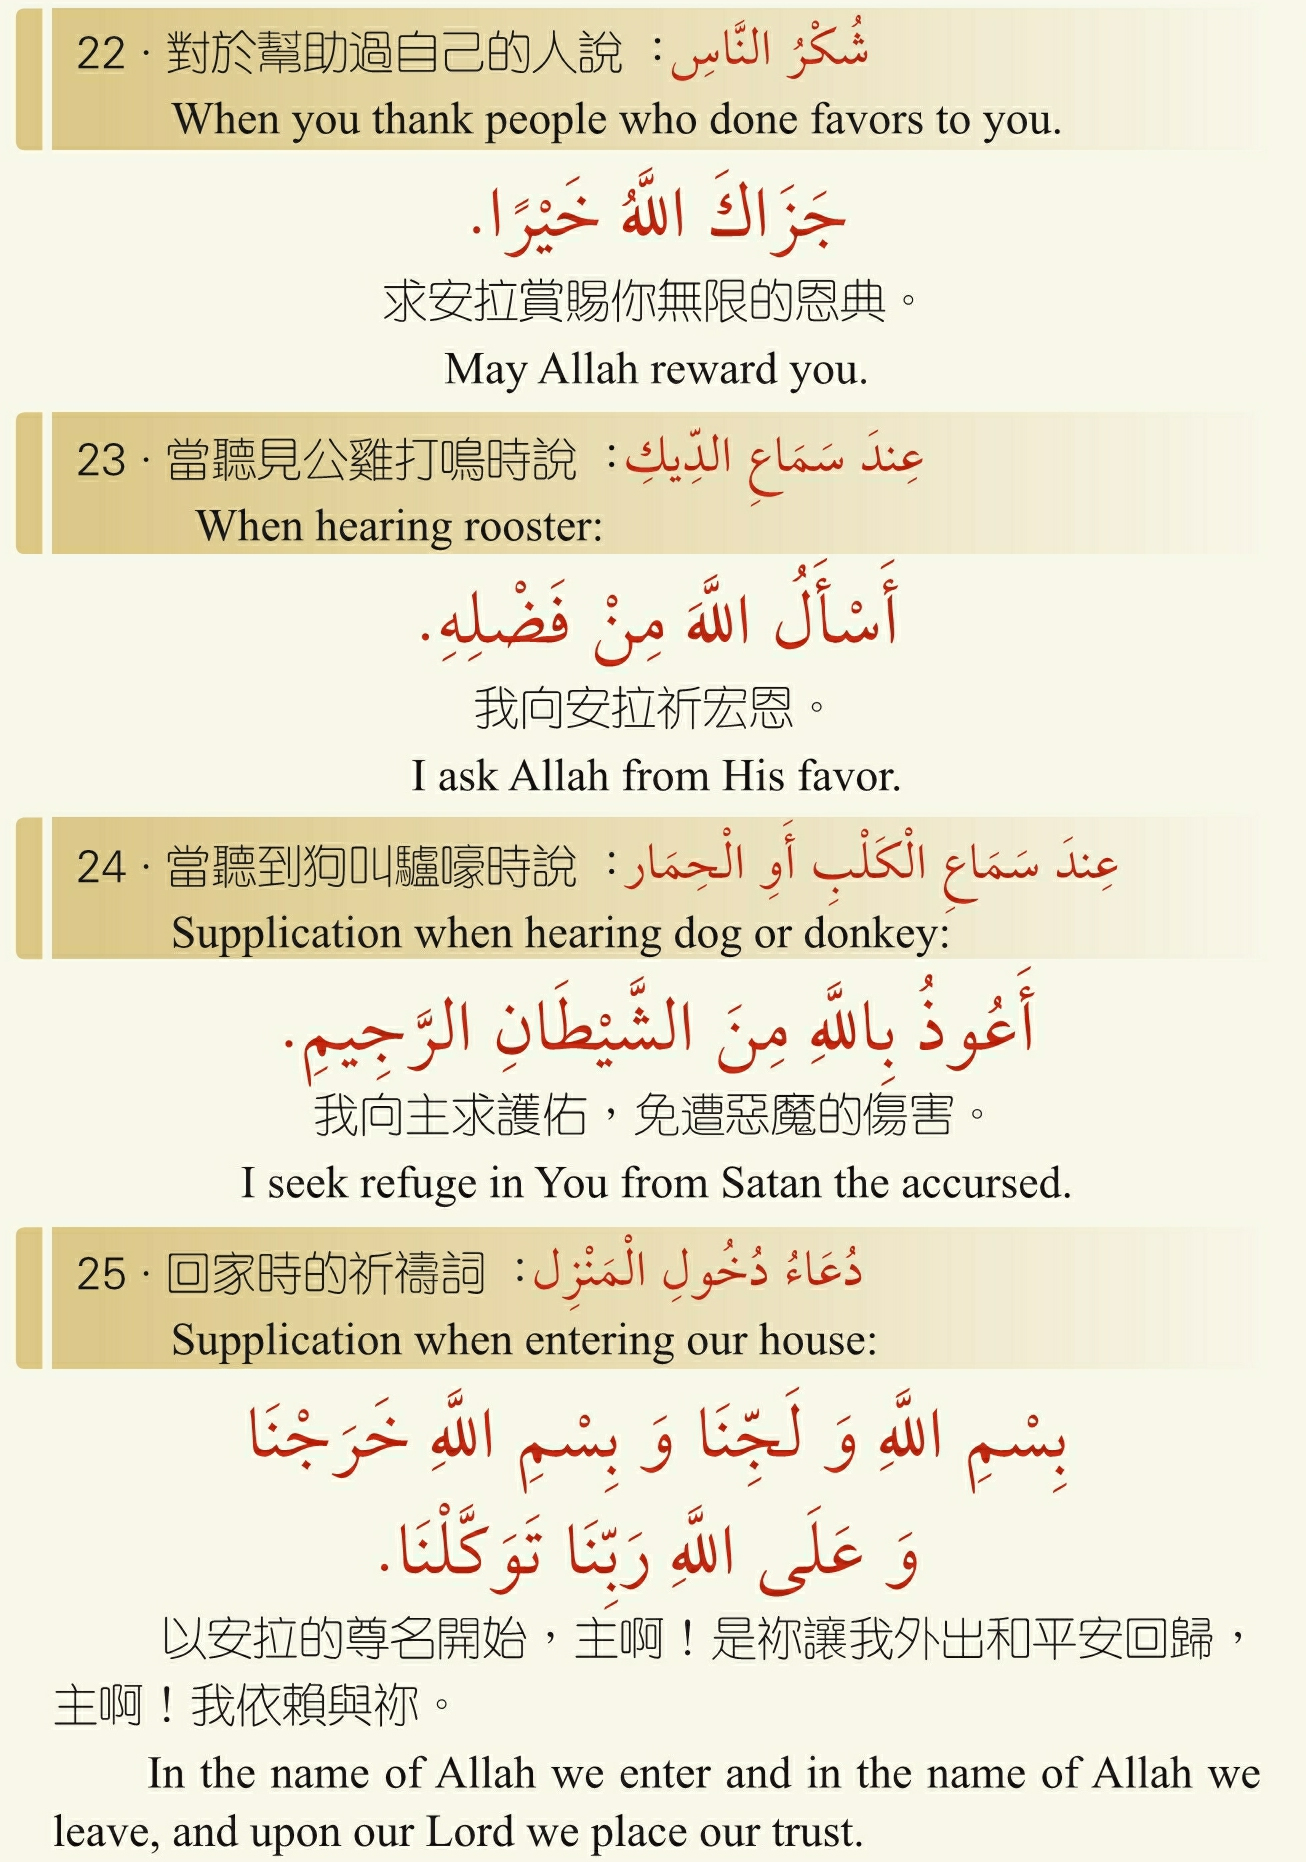 22．對於幫助過自己的人說 ：شُكْرُ النَّاسِ
When you thank people who done favors to you.
جَزَاكَ اللَّهُ خَيْرًا.
求安拉賞賜你無限的恩典。
May Allah reward you.
23．當聽見公雞打鳴時說 ：عِندَ سَمَاعِ الدِّيكِ
When hearing rooster:
أَسْأَلُ اللَّهَ مِنْ فَضْلِهِ.
我向安拉祈宏恩。
I ask Allah from His favor.
24．當聽到狗叫驢嚎時說 ：عِندَ سَمَاعِ الْكَلْبِ أَوِ الْحِمَار
Supplication when hearing dog or donkey:
أَعُوذُ بِاللَّهِ مِنَ الشَّيْطَانِ الرَّجِيمِ.
我向主求護佑，免遭惡魔的傷害。
I seek refuge in You from Satan the accursed.
25．回家時的祈禱詞 ：دُعَاءُ دُخُولِ الْمَنْزِل
Supplication when entering our house:
بِسْمِ اللَّهِ وَ لَجِّنَا وَ بِسْمِ اللَّهِ خَرَجْنَا
وَ عَلَى اللَّهِ رَبِّنَا تَوَكَّلْنَا.
以安拉的尊名開始，主啊！是祢讓我外出和平安回歸，
主啊！我依賴與祢。
In the name of Allah we enter and in the name of Allah we
leave, and upon our Lord we place our trust.